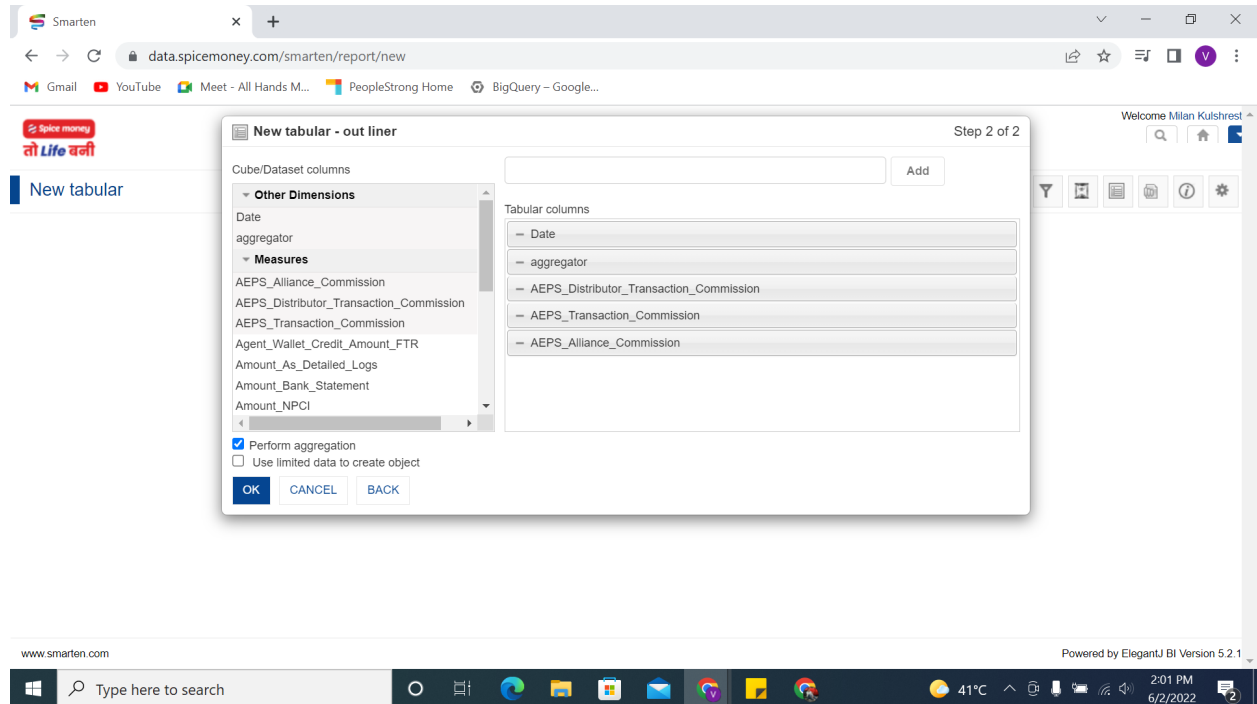 Smarten
data.spicemoney.com/smarten/report/new
V
Gmail YouTube Meet - All Hands M... PeopleStrong Home BigQuery – Google...
Spice money
तो Life बनी
Welcome Milan Kulshrest
New tabular
New tabular - out liner
Step 2 of 2
Cube/Dataset columns
Add
Other Dimensions
Date
aggregator
Measures
AEPS_Alliance_Commission
AEPS_Distributor_Transaction_Commission
AEPS_Transaction_Commission
Agent_Wallet_Credit_Amount_FTR
Amount_As_Detailed_Logs
Amount_Bank_Statement
Amount_NPCI
Tabular columns
Date
aggregator
AEPS_Distributor_Transaction_Commission
AEPS_Transaction_Commission
AEPS_Alliance_Commission
Perform aggregation
Use limited data to create object
OK CANCEL BACK
www.smarten.com
Powered by ElegantJ BI Version 5.2.1
Type here to search
V
41°C
2:01 PM
6/2/2022
2